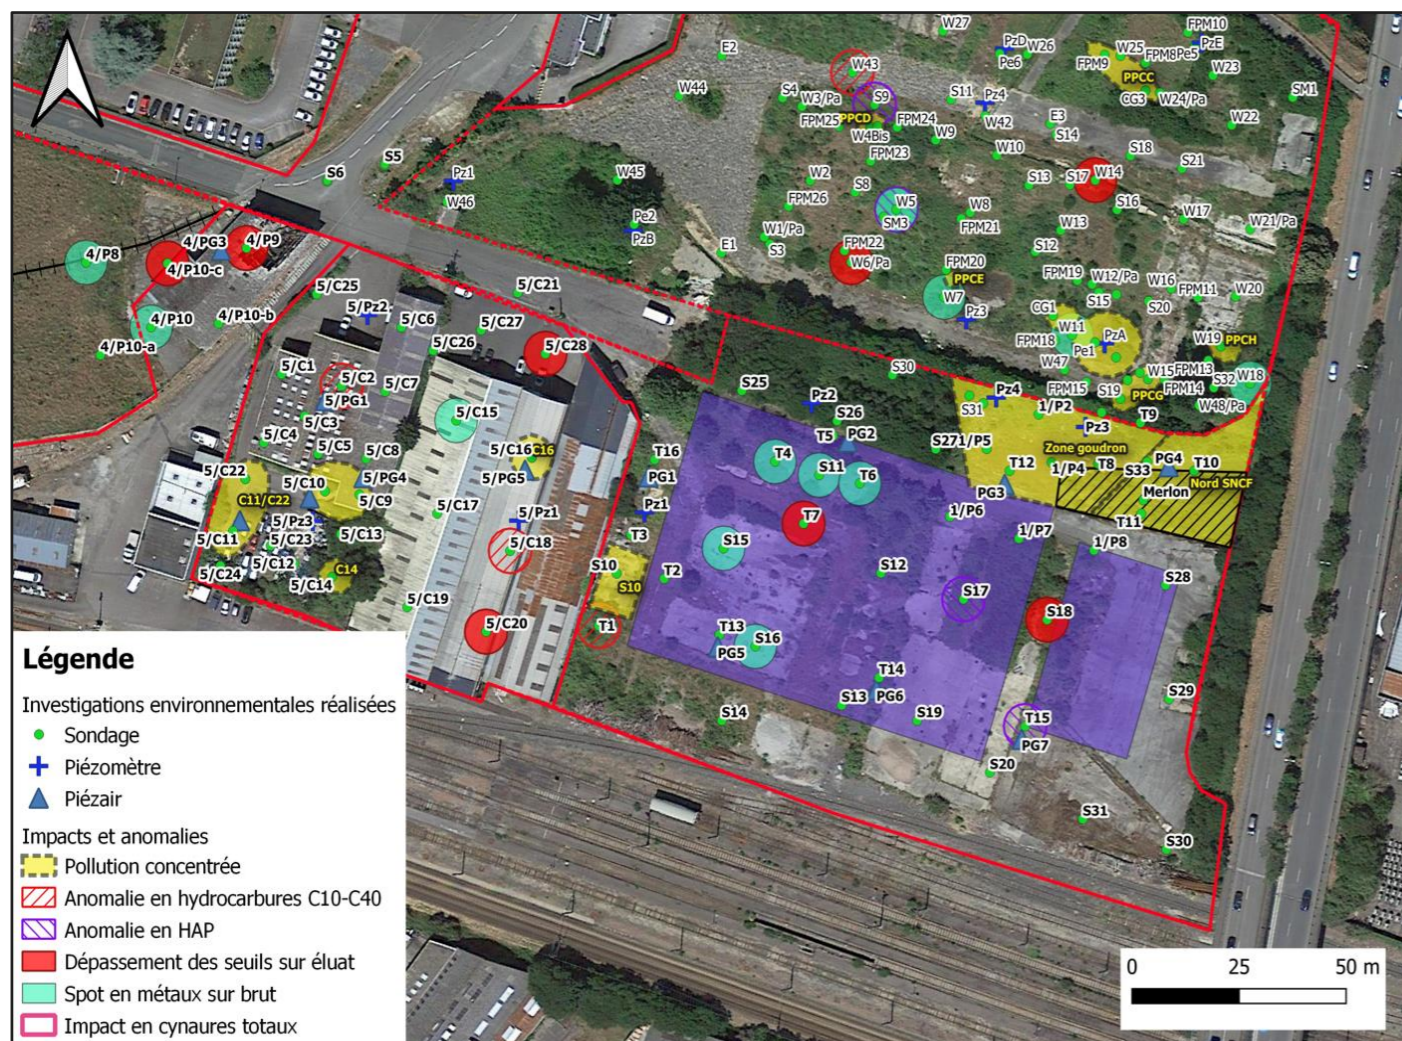 W27
FPM10
E2
PzD
W26
W25
PzE
Pe6
FPM9
FPM8
Pe5
W43
PPCC
W23
W44
S4
W3/Pa
S9
S11
Pz4
CG3
W24/Pa
SM1
PPCD
FPM25
FPM24
W42
E3
W22
W4Bis
W9
S14
FPM23
W10
S18
S21
S5
S6
Pz1
W45
W2
S8
S13
S17
W14
W46
FPM26
W5
W8
S16
Pe2
SM3
FPM21
W13
W17
W21/Pa
PzB
W1/Pa
S3
S12
4/PG3
4/P9
4/P8
4/P10-c
E1
FPM22
W6/Pa
FPM20
PPCE
FPM19
W12/Pa
W16
5/C25
5/C21
W7
S15
FPM11
W20
S20
5/Pz2
Pz3
CG1
4/P10
4/P10-b
5/C6
5/C27
W11
PzA
FPM18
Pe1
W19
PPCH
4/P10-a
5/C26
5/C28
5/C1
W47
W15
FPM13
5/C2
5/C7
S30
FPM15
S19
FPM14
S32
W18
5/PG1
S25
Pz2
Pz4
PPCG
W48/Pa
5/C3
5/C15
S26
S31
1/P2
Pz3
T9
5/C4
T5
PG2
5/C5
5/C8
5/C16
C16
S27
1/P5
Zone goudron
5/C22
T16
T4
S11
T6
T12
1/P4
T8
S33
PG4
T10
5/C10
5/PG4
5/PG5
PG1
PG3
Nord SNCF
C11/C22
5/C9
Merlon
5/Pz3
5/C17
5/Pz1
Pz1
T7
1/P6
T11
5/C11
5/C23
5/C13
T3
1/P7
5/C18
S15
1/P8
5/C12
5/C24
5/C14
C14
S10
S10
T2
S12
S28
S17
5/C19
5/C20
T1
T13
S16
S18
PG5
T14
PG6
S29
S14
S13
S19
T15
PG7
S20
S31
S30
Légende
Investigations environnementales réalisées
Sondage
Piézomètre
Piézair
Impacts et anomalies
Pollution concentrée
Anomalie en hydrocarbures C10-C40
Anomalie en HAP
Dépassement des seuils sur éluat
Spot en métaux sur brut
Impact en cynaures totaux
0 25 50 m